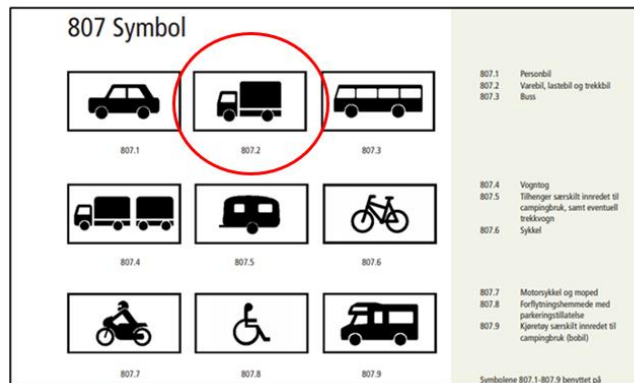 807 Symbol
807.1
807.2
807.3
807.4
807.5
807.6
807.7
807.8
807.9
807.1 Personbil
807.2 Varebil, lastebil og trekkbil
807.3 Buss
807.4 Vogntog
807.5 Tilhenger særskilt innredet til
campingbruk, samt eventuell
trekkvogn
807.6 Sykkel
807.7 Motorsykkel og moped
807.8 Forflytningshemmede med
parkeringstillatelse
807.9 Kjøretøy særskilt innredet til
campingbruk (bobil)
Symbolene 807.1-807.9 benyttet på